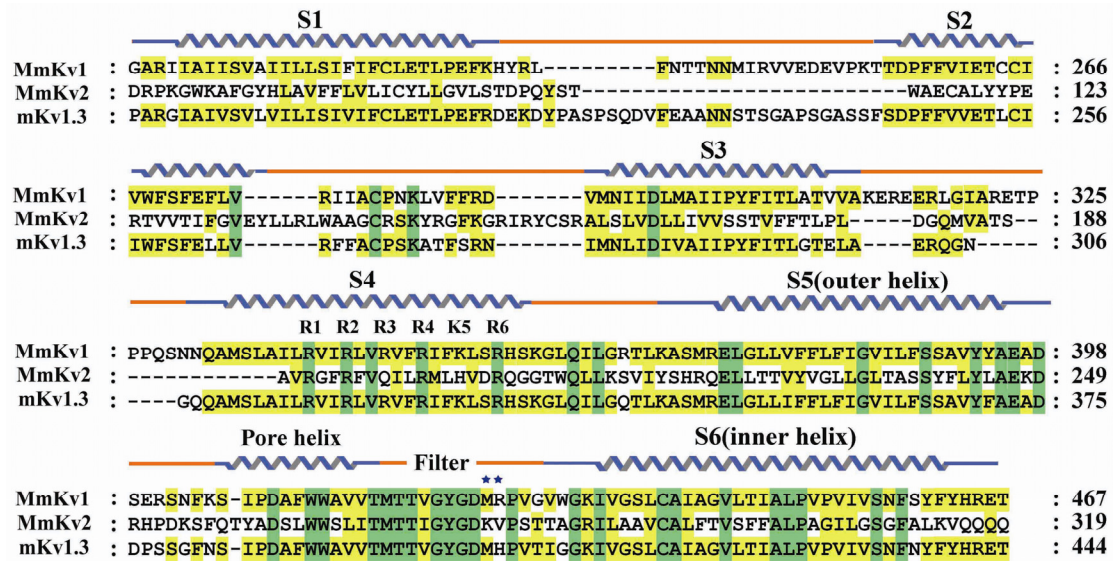 S1 S2
MmKv1 : GARIIAIISVAIILLSIFIFCLETLPEFKHYRL---------FNTTNNMIRVVEDEVPKTTDPFFVIETCCI : 266
MmKv2 : DRPKGWKAFGYHLAVFFLVLICYLLGVLSTDPQYST--------------------------WAECALYYPE : 123
mKv1.3 : PARGIAIVSVLVILISIVIFCLETLPEFRDEKDYPASPSQDVFEAANNSTSGAPSGASSFSDPFFVVETLCI : 256
S3
MmKv1 : VWFSFEFLV------RIIACPNKLVFFRD-------VMNIIDLMAIIPYFITLATVVAKEREERLGIARETP : 325
MmKv2 : RTVVTIFGVEYLLRLWAAGCRSKYRGFKGRIRYCSRALSLVDLLIVVSSTVFFTLPL----DGQMVATS-- : 188
mKv1.3 : IWFSFELLV------RFFACPSKATFSRN-------IMNLIDIVAIIPYFITLGTELA----ERQGN----- : 306
S4 S5(outer helix)
R1 R2 R3 R4 K5 R6
MmKv1 : PPQSNNQAMSLAILRVIRLVRVFRIFKLSRHSKGLQILGRTLKASMRELGLLVFFLFIGVILFSSAVYYAEAD : 398
MmKv2 : ------------AVRGFRFVQILRMLHVDRQGGTWQLLKSVIYSHRQELLTTVYVGLLGLTASSYFLYLAEKD : 249
mKv1.3 : ----GQQAMSLAILRVIRLVRVFRIFKLSRHSKGLQILGQTLKASMRELGLLIFFLFIGVILFSSAVYFAEAD : 375
Pore helix Filter S6(inner helix)
MmKv1 : SERSNFKS-IPDAFWWAVVTMTTVGYGDMRPVGVWGKIVGSLCAIAGVLTIALPVPVIVSNFSYFYHRET : 467
MmKv2 : RHPDKSFQTYADSLWWSLITMTTIGYGDKVPSTTAGRILAAVCALFTVSFFALPAGILGSGFALKVQQQQ : 319
mKv1.3 : DPSSGFNS-IPDAFWWAVVTMTTVGYGDMHPVTIGGKIVGSLCAIAGVLTIALPVPVIVSNFNYFYHRET : 444